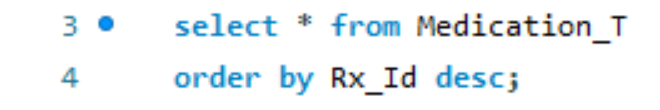 3 select * from Medication_T
4 order by Rx_Id desc;